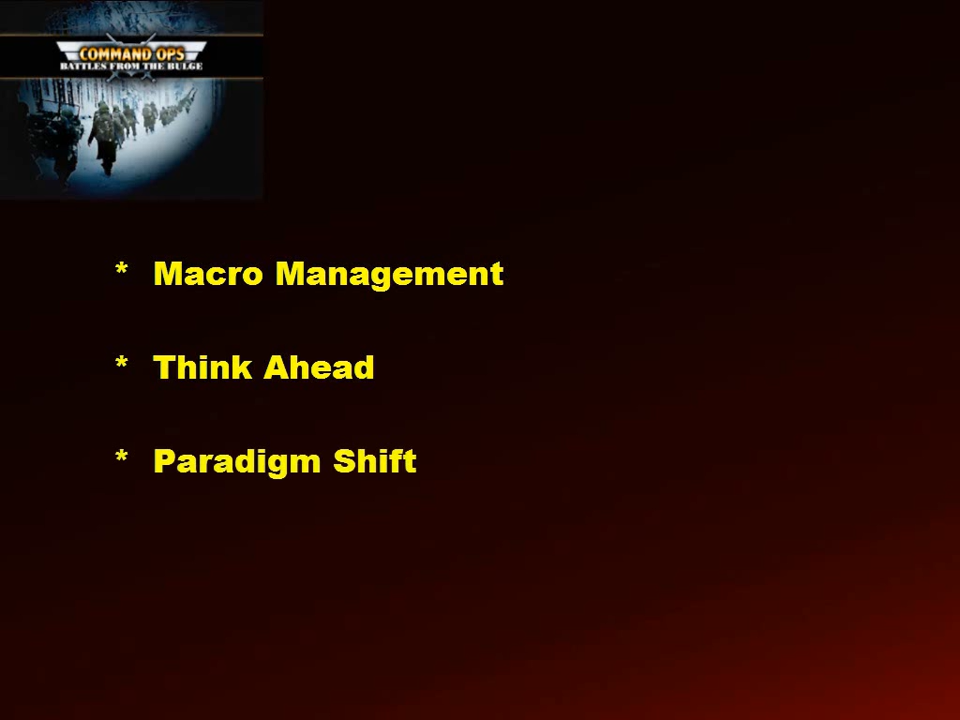 COMMAND OPS
BATTLES FROM THE BULGE
* Macro Management
* Think Ahead
* Paradigm Shift